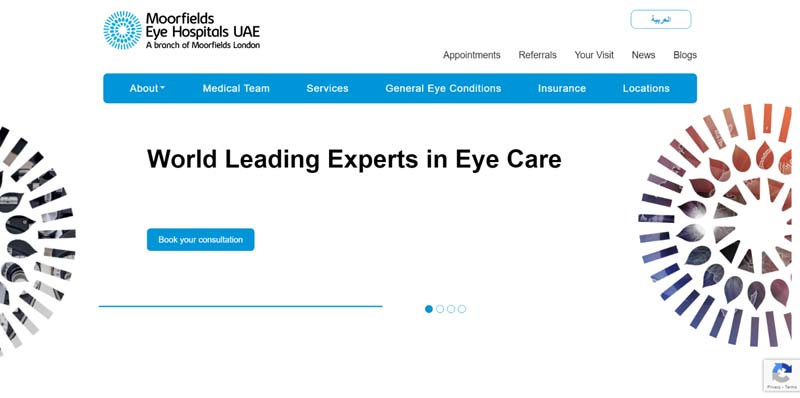 Moorfields
Eye Hospitals UAE
A branch of Moorfields London
العربية
Appointments Referrals Your Visit News Blogs
About Medical Team Services General Eye Conditions Insurance Locations
World Leading Experts in Eye Care
Book your consultation
Privacy - Terms